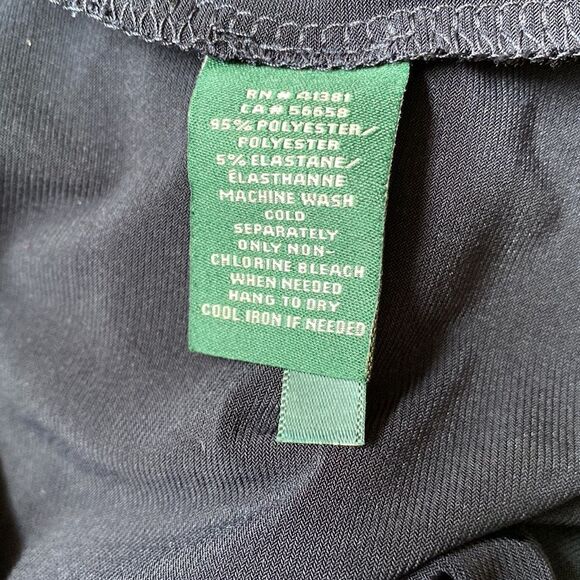 RN # 41381
CA # 56658
95% POLYESTER/
POLYESTER
5% ELASTANE/
ÉLASTHANNE
MACHINE WASH
COLD
SEPARATELY
ONLY NON-
CHLORINE BLEACH
WHEN NEEDED
HANG TO DRY
COOL IRON IF NEEDED